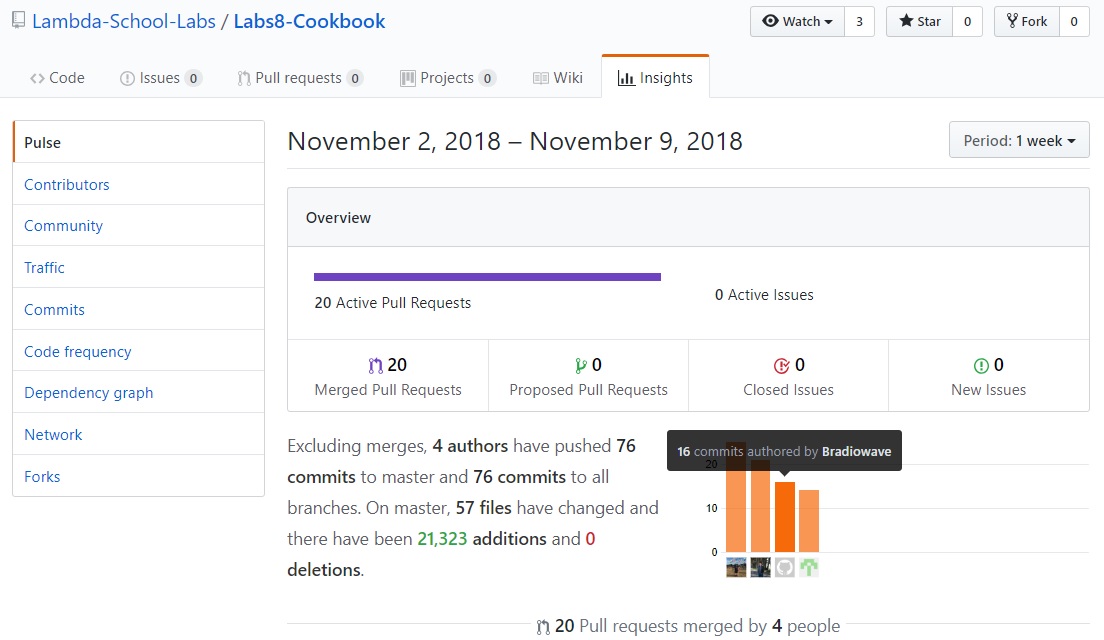 Lambda-School-Labs / Labs8-Cookbook
Watch 3 Star 0 Fork 0
Code Issues 0 Pull requests 0 Projects 0 Wiki Insights
Pulse
Contributors
Community
Traffic
Commits
Code frequency
Dependency graph
Network
Forks
November 2, 2018 – November 9, 2018
Period: 1 week
Overview
20 Active Pull Requests
0 Active Issues
20
Merged Pull Requests
0
Proposed Pull Requests
0
Closed Issues
0
New Issues
Excluding merges, 4 authors have pushed 76
commits to master and 76 commits to all
branches. On master, 57 files have changed and
there have been 21,323 additions and 0
deletions.
16 commits authored by Bradiowave
20
10
0
20 Pull requests merged by 4 people